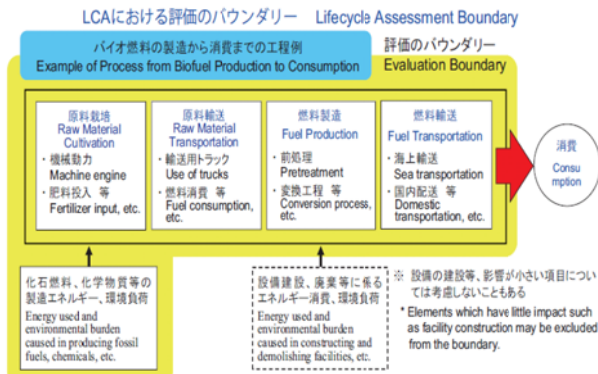 LCAにおける評価のバウンダリー Lifecycle Assessment Boundary
バイオ燃料の製造から消費までの工程例
Example of Process from Biofuel Production to Consumption
評価のバウンダリー
Evaluation Boundary
原料栽培
Raw Material
Cultivation
・機械動力
Machine engine
・肥料投入 等
Fertilizer input, etc.
原料輸送
Raw Material
Transportation
・輸送用トラック
Use of trucks
・燃料消費 等
Fuel consumption,
etc.
燃料製造
Fuel Production
・前処理
Pretreatment
・変換工程 等
Conversion process,
etc.
燃料輸送
Fuel Transportation
・海上輸送
Sea transportation
・国内配送 等
Domestic
transportation, etc.
消費
Consu
mption
化石燃料、化学物質等の
製造エネルギー、環境負荷
Energy used and
environmental burden
caused in producing fossil
fuels, chemicals, etc.
設備建設、廃棄等に係る
エネルギー消費、環境負荷
Energy used and
environmental burden
caused in constructing and
demolishing facilities, etc.
※ 設備の建設等、影響が小さい項目につい
ては考慮しないこともある
* Elements which have little impact such
as facility construction may be excluded
from the boundary.